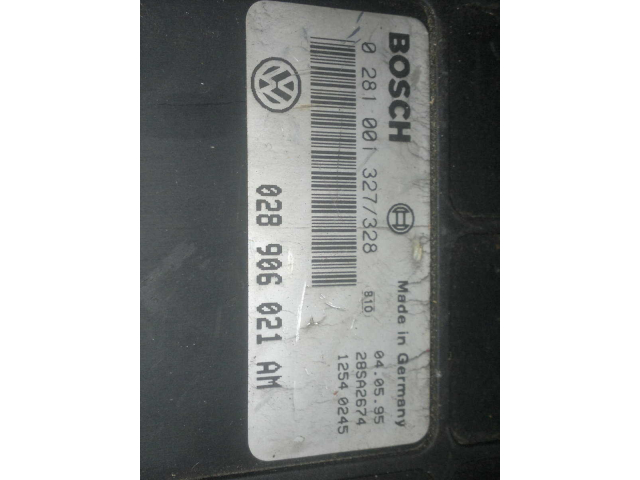 BOSCH
Made in Germany
0 281 001 327/328
B10
04.05.95
28SA2674
1254 0245
028 906 021 AM